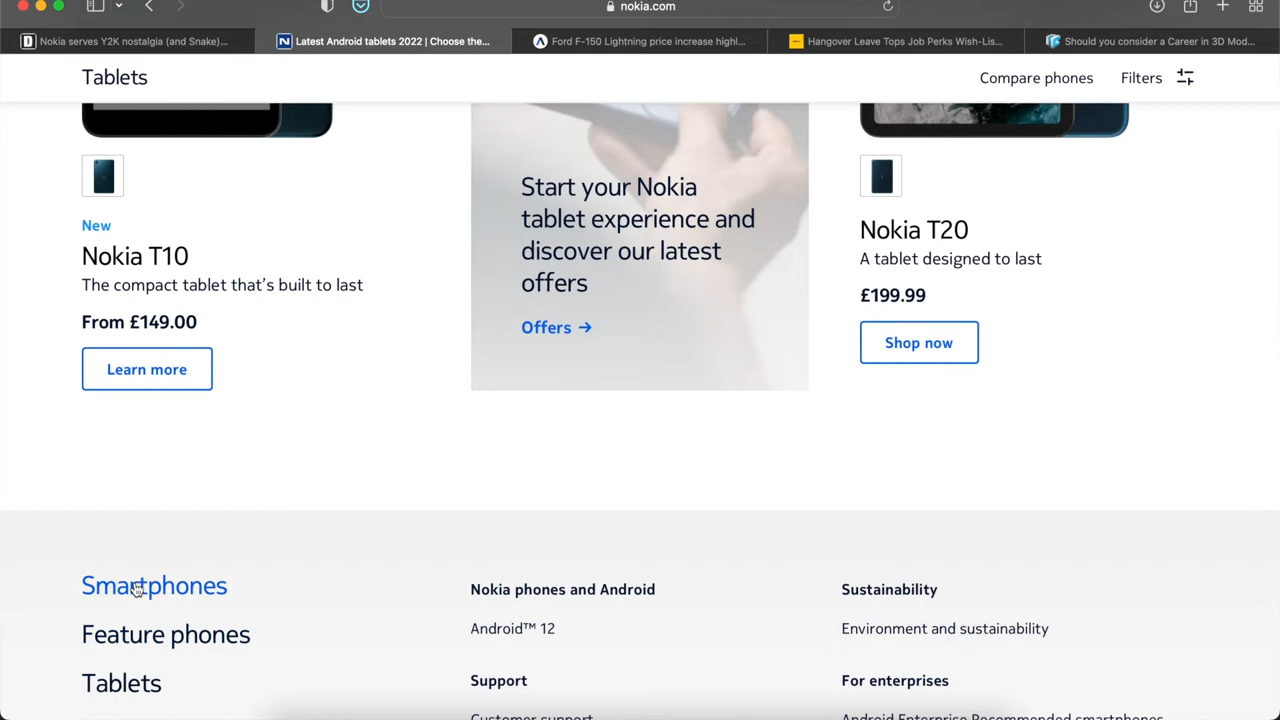 nokia.com
Nokia serves Y2K nostalgia (and Snake)...
Latest Android tablets 2022 | Choose the...
Ford F-150 Lightning price increase highl...
Hangover Leave Tops Job Perks Wish-Lis...
Should you consider a Career in 3D Mod...
Tablets
Compare phones
Filters
New
Nokia T10
The compact tablet that's built to last
From £149.00
Learn more
Start your Nokia
tablet experience and
discover our latest
offers
Offers →
Nokia T20
A tablet designed to last
£199.99
Shop now
Smartphones
Feature phones
Tablets
Nokia phones and Android
Android™ 12
Support
Customer support
Sustainability
Environment and sustainability
For enterprises
Android Enterprise Recommended smartphones